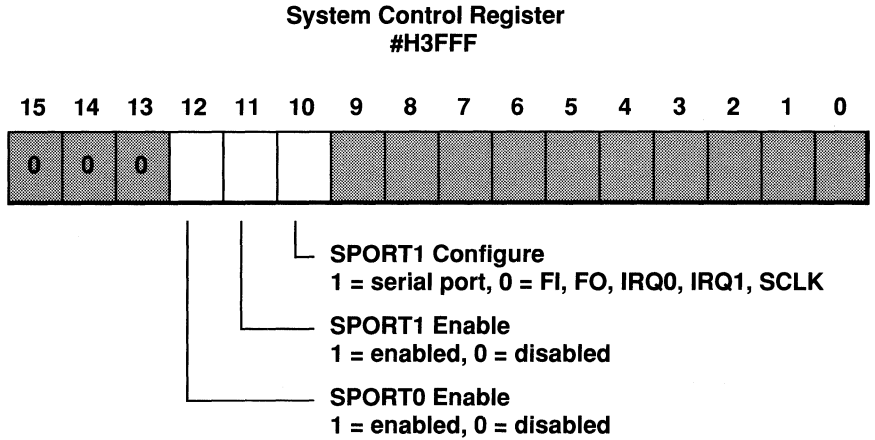 System Control Register
#H3FFF
15 14 13 12 11 10 9 8 7 6 5 4 3 2 1 0
0 0 0
SPORT1 Configure
1 = serial port, 0 = FI, FO, IRQ0, IRQ1, SCLK
SPORT1 Enable
1 = enabled, 0 = disabled
SPORT0 Enable
1 = enabled, 0 = disabled